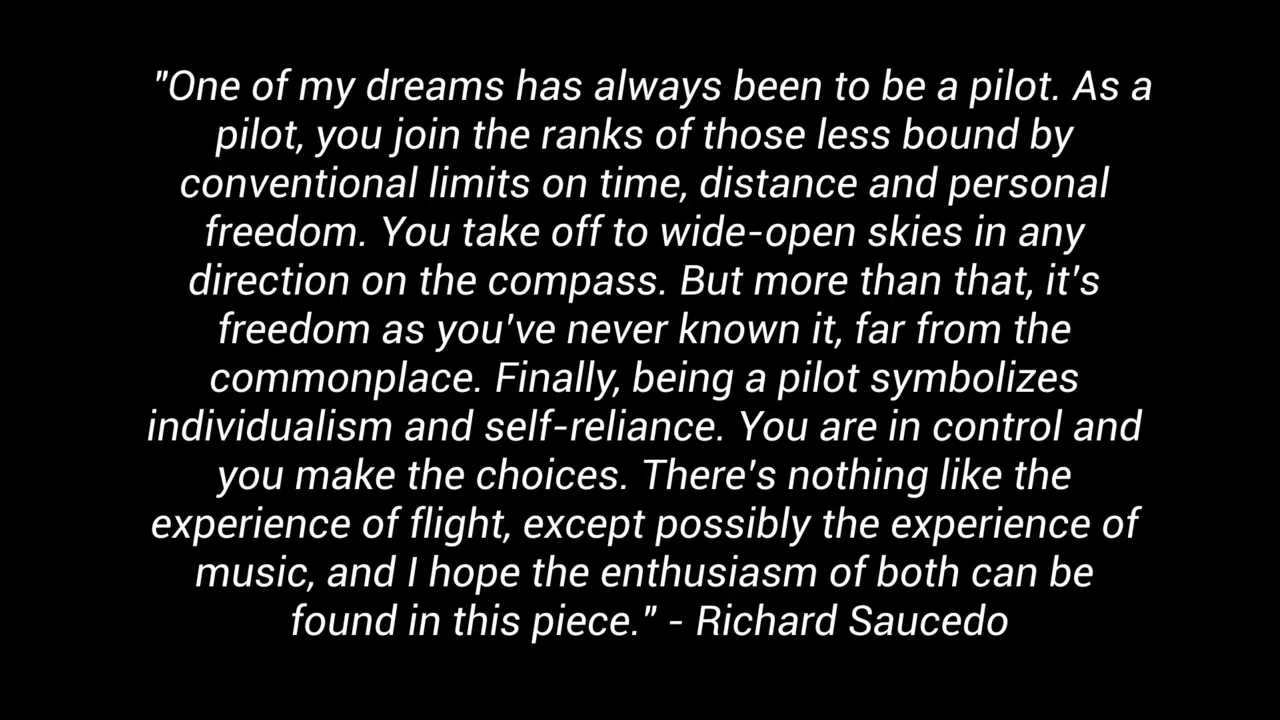 "One of my dreams has always been to be a pilot. As a
pilot, you join the ranks of those less bound by
conventional limits on time, distance and personal
freedom. You take off to wide-open skies in any
direction on the compass. But more than that, it's
freedom as you've never known it, far from the
commonplace. Finally, being a pilot symbolizes
individualism and self-reliance. You are in control and
you make the choices. There's nothing like the
experience of flight, except possibly the experience of
music, and I hope the enthusiasm of both can be
found in this piece." - Richard Saucedo